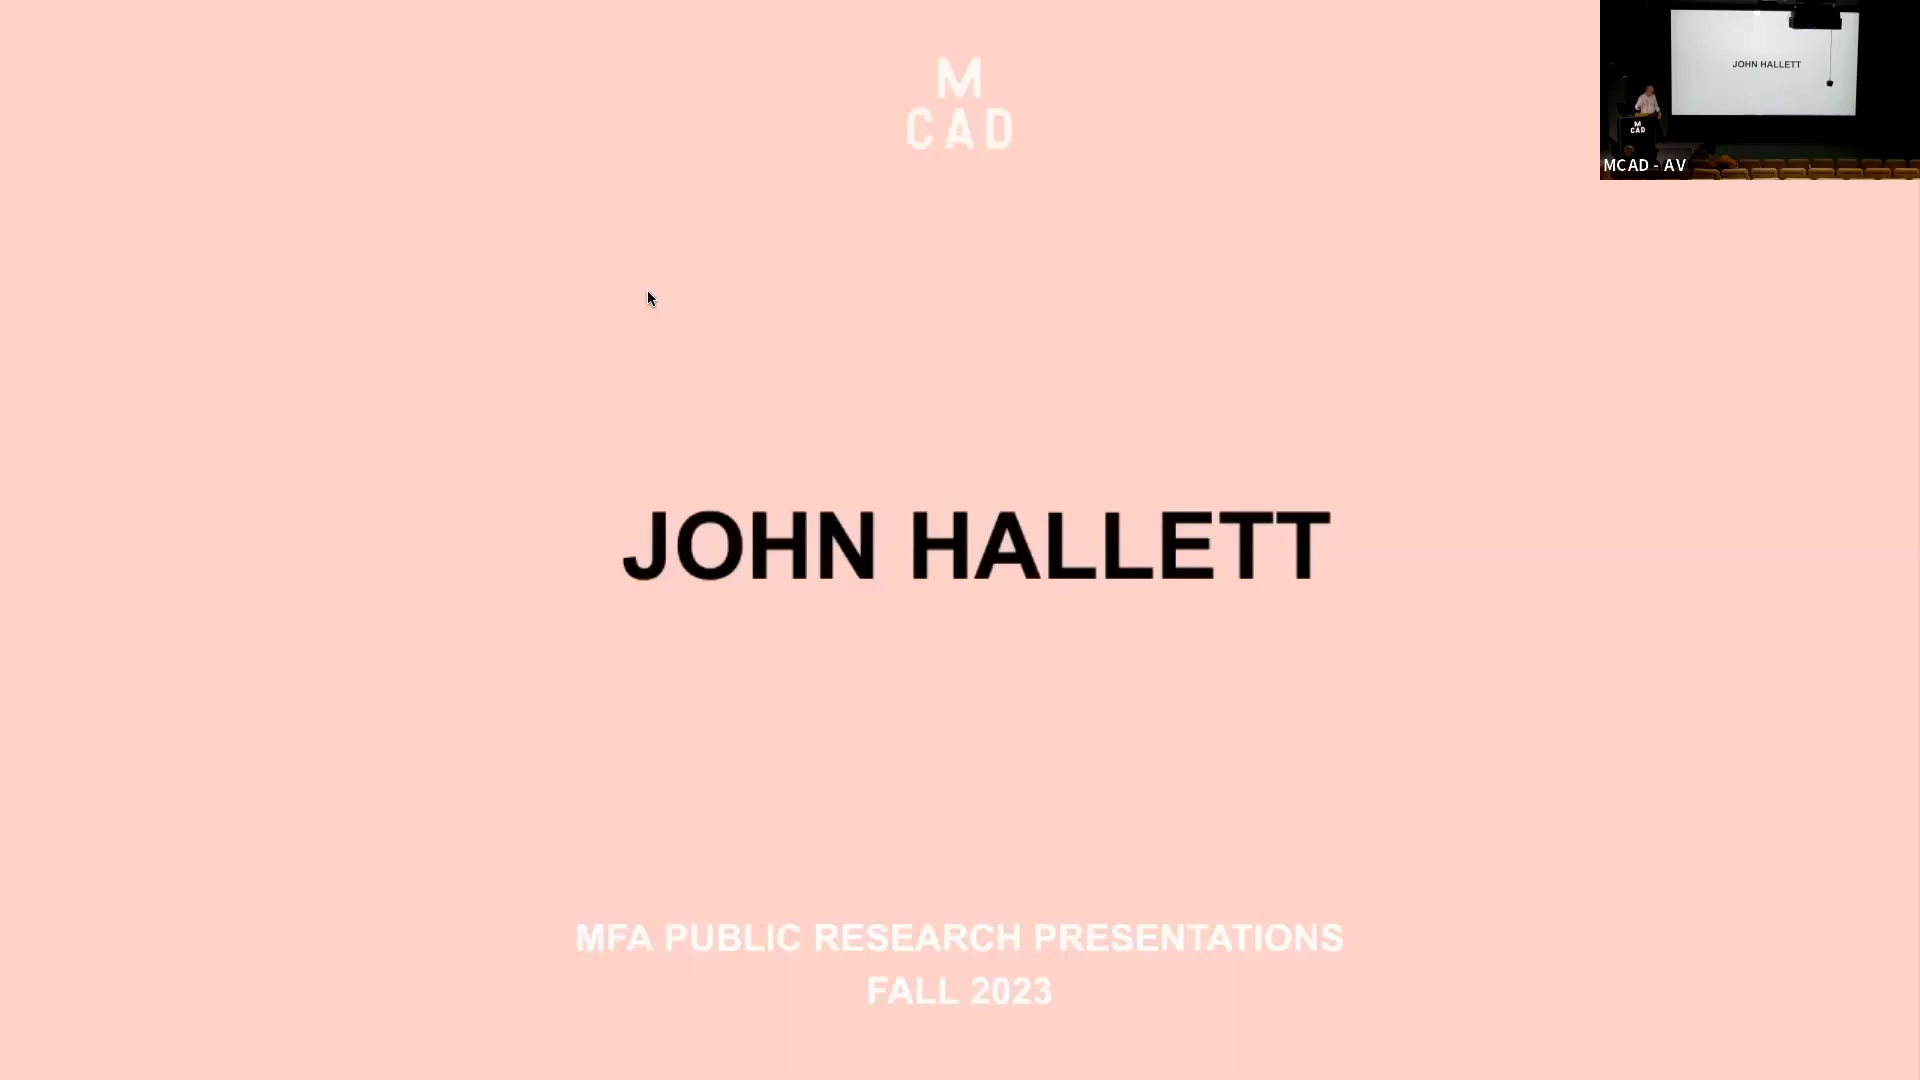 M
CAD
JOHN HALLETT
M
CAD
MCAD - AV
JOHN HALLETT
MFA PUBLIC RESEARCH PRESENTATIONS
FALL 2023